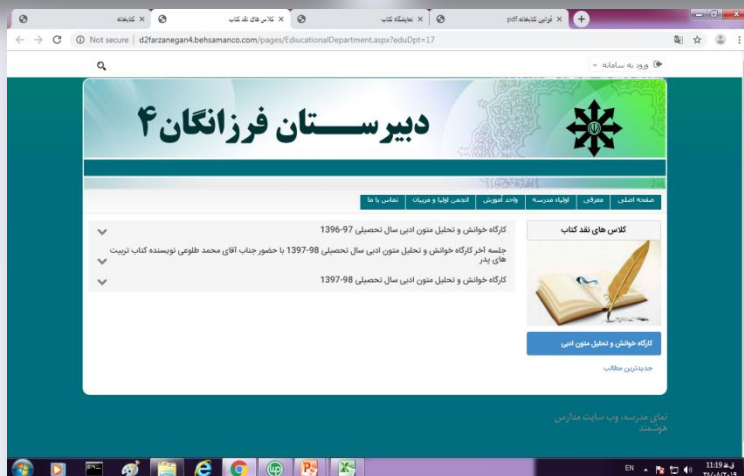 کتابخانه
کلاس های نقد کتاب
نمایشگاه کتاب
قوانین کتابخانه.pdf
Not secure | d2farzanegan4.behsamanco.com/pages/EdiucationalDepartment.aspx?eduDpt=17
ورود به سامانه
دبیرستان فرزانگان ۴
صفحه اصلی
معرفی
اولیاء مدرسه
واحد آموزش
انجمن اولیا و مربیان
تماس با ما
کلاس های نقد کتاب
کارگاه خوانش و تحلیل متون ادبی
جدیدترین مطالب
کارگاه خوانش و تحلیل متون ادبی سال تحصیلی 97-1396
جلسه آخر کارگاه خوانش و تحلیل متون ادبی سال تحصیلی 98-1397 با حضور جناب آقای محمد طلوعی نویسنده کتاب تربیت
های پدر
کارگاه خوانش و تحلیل متون ادبی سال تحصیلی 98-1397
نمای مدرسه، وب سایت مدارس
هوشمند
EN
11:19 ق.ظ